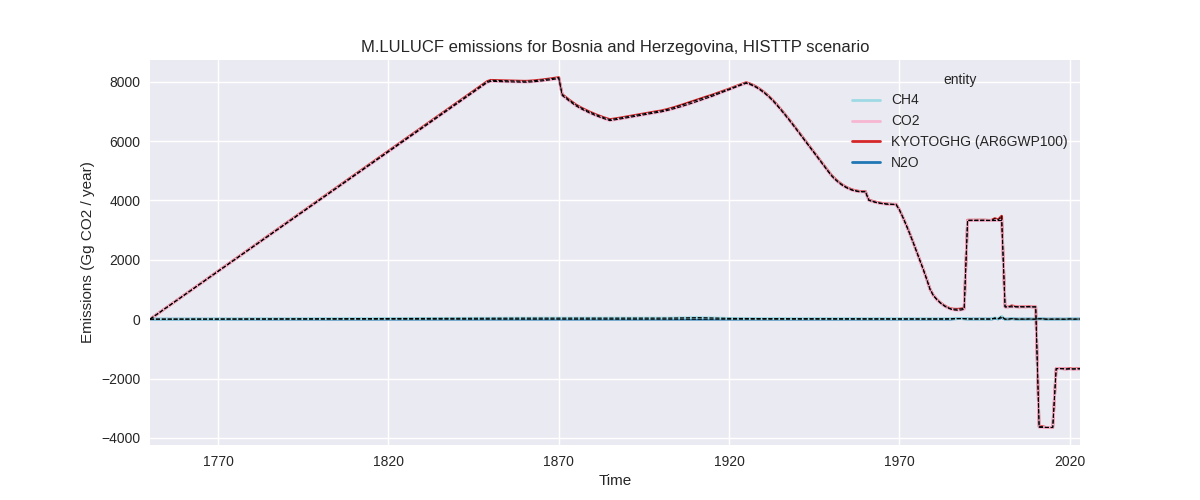 M.LULUCF emissions for Bosnia and Herzegovina, HISTTP scenario
8000
6000
4000
2000
0
−2000
−4000
Emissions (Gg CO2 / year)
entity
CH4
CO2
KYOTOGHG (AR6GWP100)
N2O
1770
1820
1870
1920
1970
2020
Time